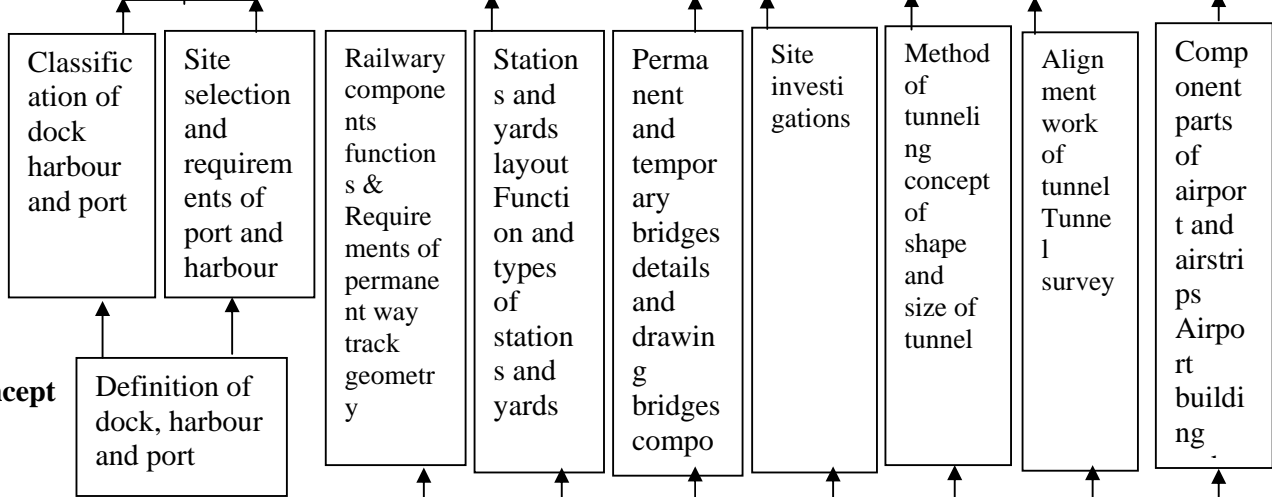 Classific
ation of
dock
harbour
and port
Site
selection
and
requirem
ents of
port and
harbour
Railwary
compone
nts
function
s &
Require
ments of
permane
nt way
track
geometr
y
Station
s and
yards
layout
Functi
on and
types
of
station
s and
yards
Perma
nent
and
tempor
ary
bridges
details
and
drawin
g
bridges
compo
Site
investi
gations
Method
of
tunneli
ng
concept
of
shape
and
size of
tunnel
Align
ment
work
of
tunnel
Tunne
l
survey
Comp
onent
parts
of
airpor
t and
airstri
ps
Airpo
rt
buildi
ng
ncept
Definition of
dock, harbour
and port